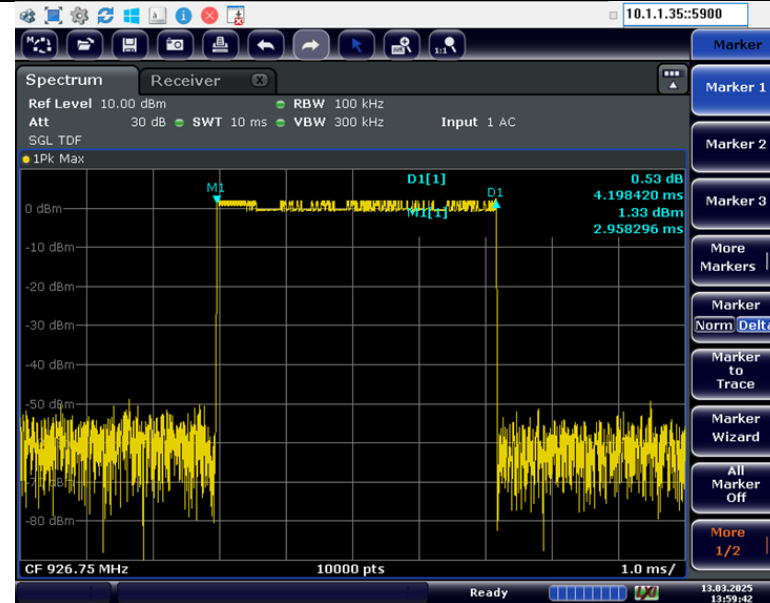 10.1.1.35::5900
Marker
Spectrum Receiver
Ref Level 10.00 dBm RBW 100 kHz
Att 30 dB SWT 10 ms VBW 300 kHz Input 1 AC
SGL TDF
1Pk Max
D1[1] 0.53 dB
4.198420 ms
M1[1] 1.33 dBm
2.958296 ms
M1
D1
0 dBm
-10 dBm
-20 dBm
-30 dBm
-40 dBm
-50 dBm
-80 dBm
CF 926.75 MHz 10000 pts 1.0 ms/
Marker 1
Marker 2
Marker 3
More
Markers
Marker
Norm Delta
Marker
to
Trace
Marker
Wizard
All
Marker
Off
More
1/2
Ready LXI 13.03.2025
13:59:42
1:1